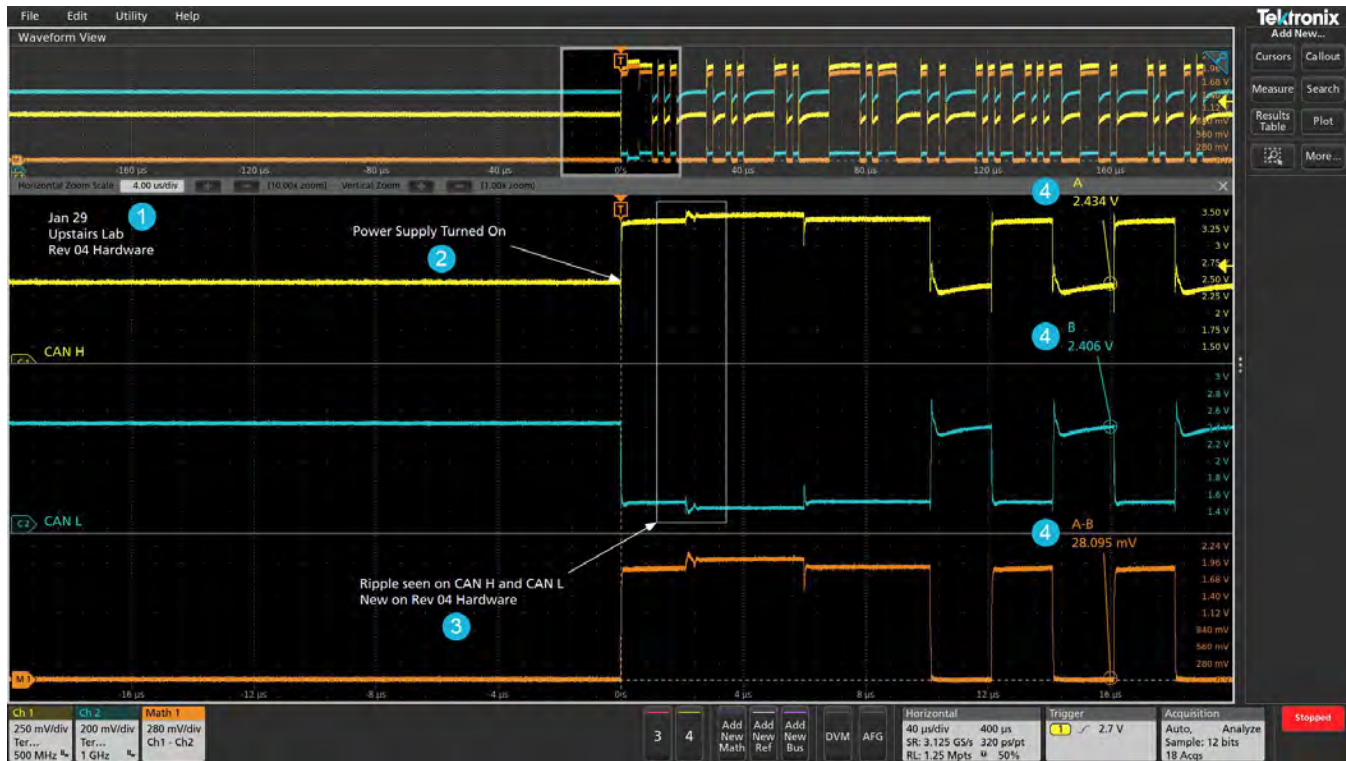 File Edit Utility Help
Tektronix
Add New...
Waveform View
Cursors Callout
Measure Search
Results Table Plot
More...
T
1.68 V
1.12
560 mV
280 mV
-160 µs -120 µs -80 µs -40 µs 0 s 40 µs 80 µs 120 µs 160 µs
Horizontal Zoom Scale 4.00 us/div [10.00x zoom] Vertical Zoom [1.00x zoom]
Jan 29
Upstairs Lab
Rev 04 Hardware
1
Power Supply Turned On
2
T
4
A
2.434 V
3.50 V
3.25 V
3 V
2.75
2.50 V
2.25 V
2 V
1.75 V
1.50 V
CAN H
4
B
2.406 V
3 V
2.8 V
2.6 V
2.2 V
2 V
1.8 V
1.6 V
1.4 V
C2 CAN L
Ripple seen on CAN H and CAN L
New on Rev 04 Hardware
3
4
A-B
28.095 mV
2.24 V
1.96 V
1.68 V
1.40 V
1.12 V
840 mV
560 mV
280 mV
M 1
-16 µs -12 µs -8 µs -4 µs 0 s 4 µs 8 µs 12 µs 16 µs
Ch 1
250 mV/div
Ter...
500 MHz
Ch 2
200 mV/div
Ter...
1 GHz
Math 1
280 mV/div
Ch1 - Ch2
3
4
Add New Math
Add New Ref
Add New Bus
DVM
AFG
Horizontal
40 µs/div 400 µs
SR: 3.125 GS/s 320 ps/pt
RL: 1.25 Mpts 50%
Trigger
1 2.7 V
Acquisition
Auto, Analyze
Sample: 12 bits
18 Acqs
Stopped